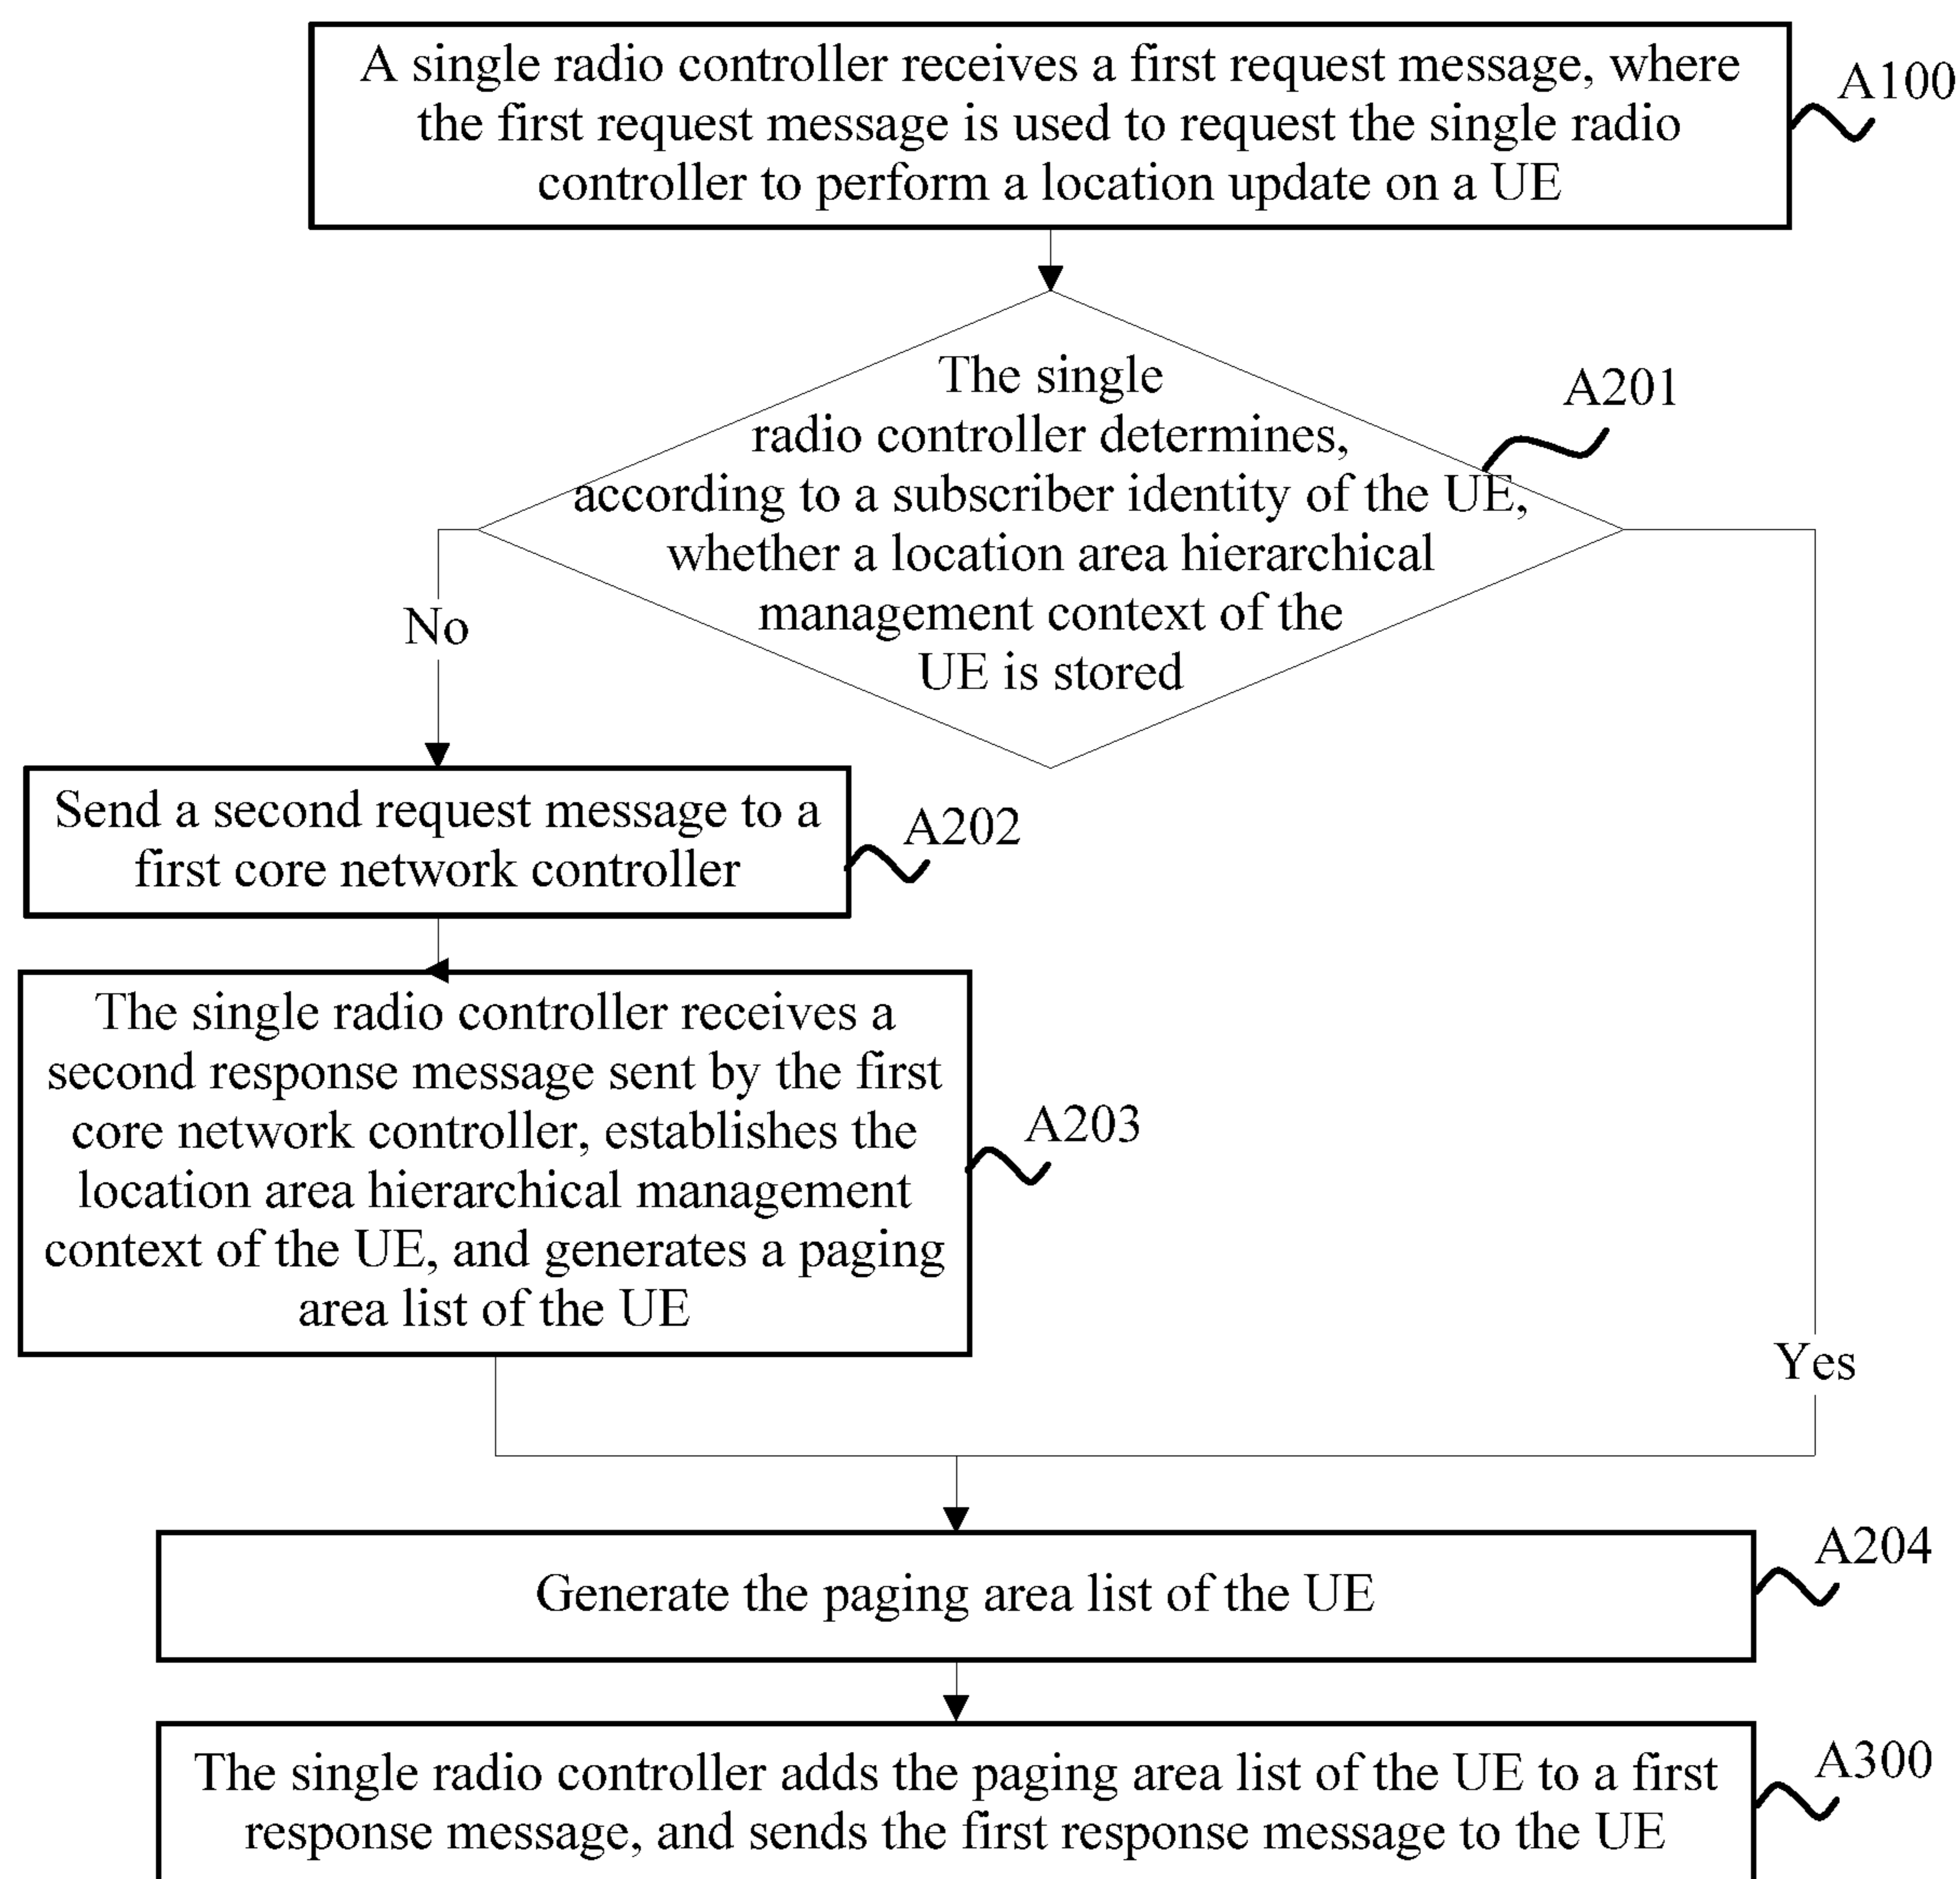 A single radio controller receives a first request message, where
the first request message is used to request the single radio
controller to perform a location update on a UE
A100
The single
radio controller determines,
according to a subscriber identity of the UE,
whether a location area hierarchical
management context of the
UE is stored
A201
No
Send a second request message to a
first core network controller
A202
The single radio controller receives a
second response message sent by the first
core network controller, establishes the
location area hierarchical management
context of the UE, and generates a paging
area list of the UE
A203
Yes
Generate the paging area list of the UE
A204
The single radio controller adds the paging area list of the UE to a first
response message, and sends the first response message to the UE
A300